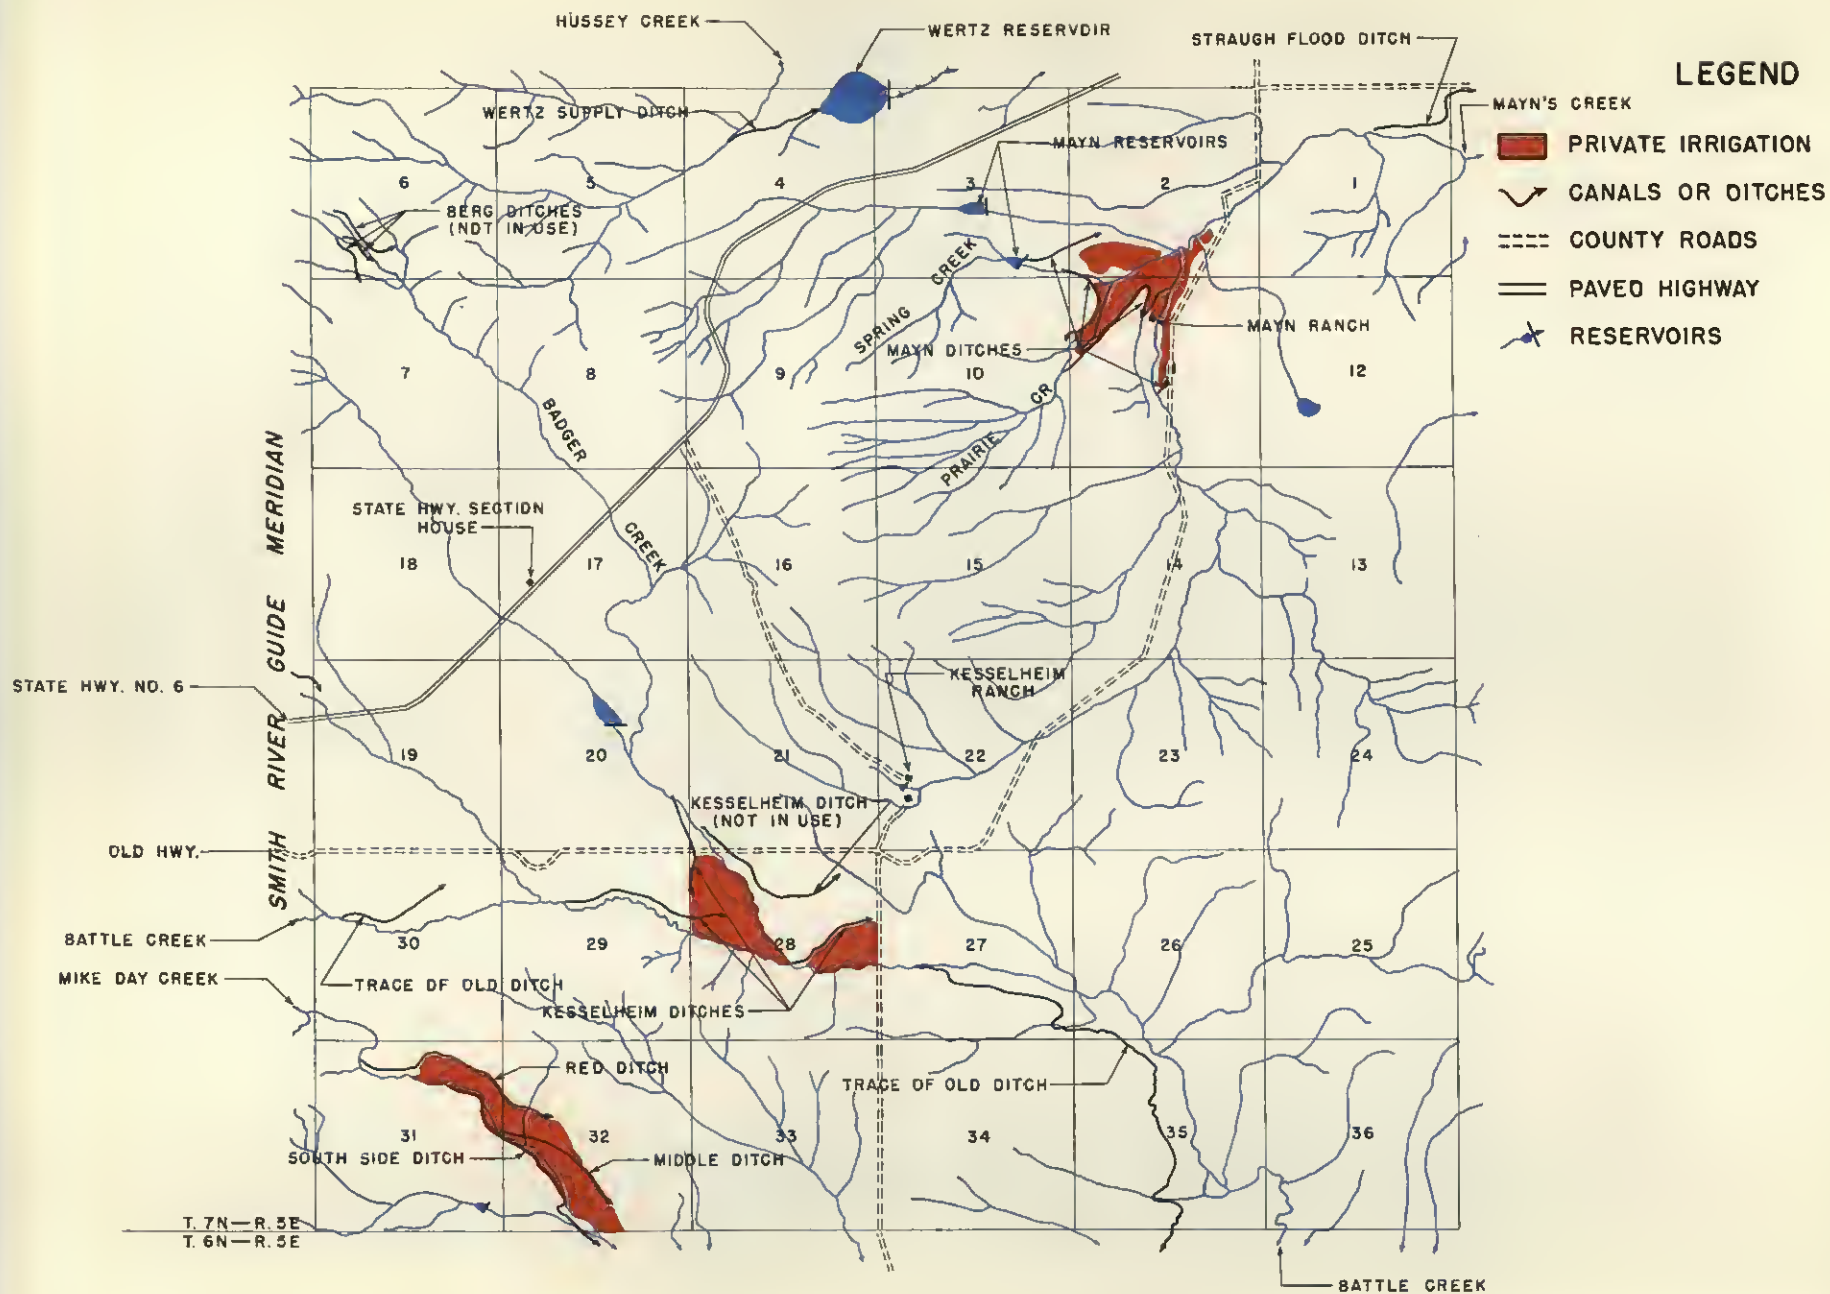 HUSSEY CREEK
WERTZ RESERVOIR
STRAUGH FLOOD DITCH
LEGEND
MAYN'S CREEK
PRIVATE IRRIGATION
CANALS OR DITCHES
COUNTY ROADS
PAVED HIGHWAY
RESERVOIRS
WERTZ SUPPLY DITCH
MAYN RESERVOIRS
6
5
4
3
2
1
BERG DITCHES
(NOT IN USE)
SPRING CREEK
MAYN RANCH
MAYN DITCHES
7
8
9
10
12
BADGER CREEK
PRAIRIE CR
SMITH RIVER GUIDE MERIDIAN
STATE HWY. SECTION
HOUSE
18
17
16
15
14
13
STATE HWY. NO. 6
KESSELHEIM
RANCH
19
20
21
22
23
24
KESSELHEIM DITCH
(NOT IN USE)
OLD HWY.
BATTLE CREEK
30
29
28
27
26
25
MIKE DAY CREEK
TRACE OF OLD DITCH
KESSELHEIM DITCHES
RED DITCH
TRACE OF OLD DITCH
31
32
33
34
35
36
SOUTH SIDE DITCH
MIDDLE DITCH
T. 7N—R. 5E
T. 6N—R. 5E
BATTLE CREEK